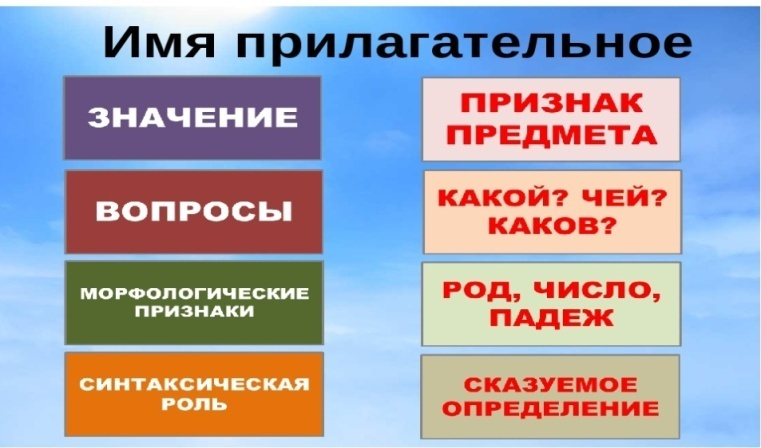 Имя прилагательное
ЗНАЧЕНИЕ
ПРИЗНАК
ПРЕДМЕТА
ВОПРОСЫ
КАКОЙ? ЧЕЙ?
КАКОВ?
МОРФОЛОГИЧЕСКИЕ
ПРИЗНАКИ
РОД, ЧИСЛО,
ПАДЕЖ
СИНТАКСИЧЕСКАЯ
РОЛЬ
СКАЗУЕМОЕ
ОПРЕДЕЛЕНИЕ